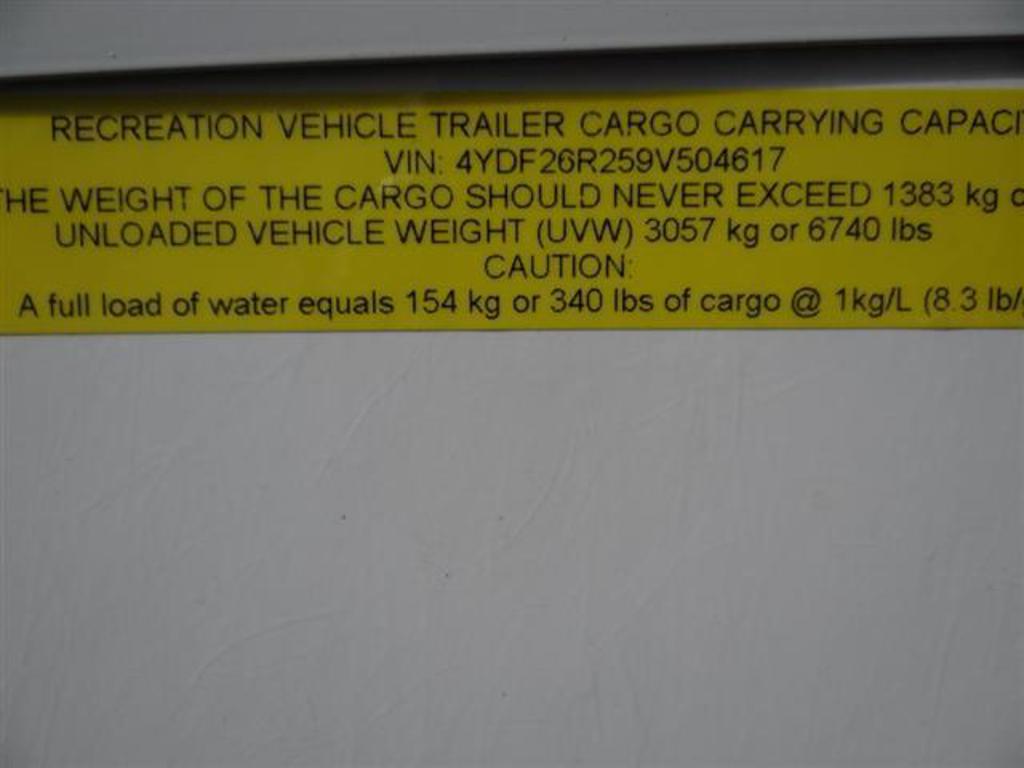 RECREATION VEHICLE TRAILER CARGO CARRYING CAPACI
VIN: 4YDF26R259V504617
THE WEIGHT OF THE CARGO SHOULD NEVER EXCEED 1383 kg o
UNLOADED VEHICLE WEIGHT (UVW) 3057 kg or 6740 lbs
CAUTION:
A full load of water equals 154 kg or 340 lbs of cargo @ 1kg/L (8.3 lb/